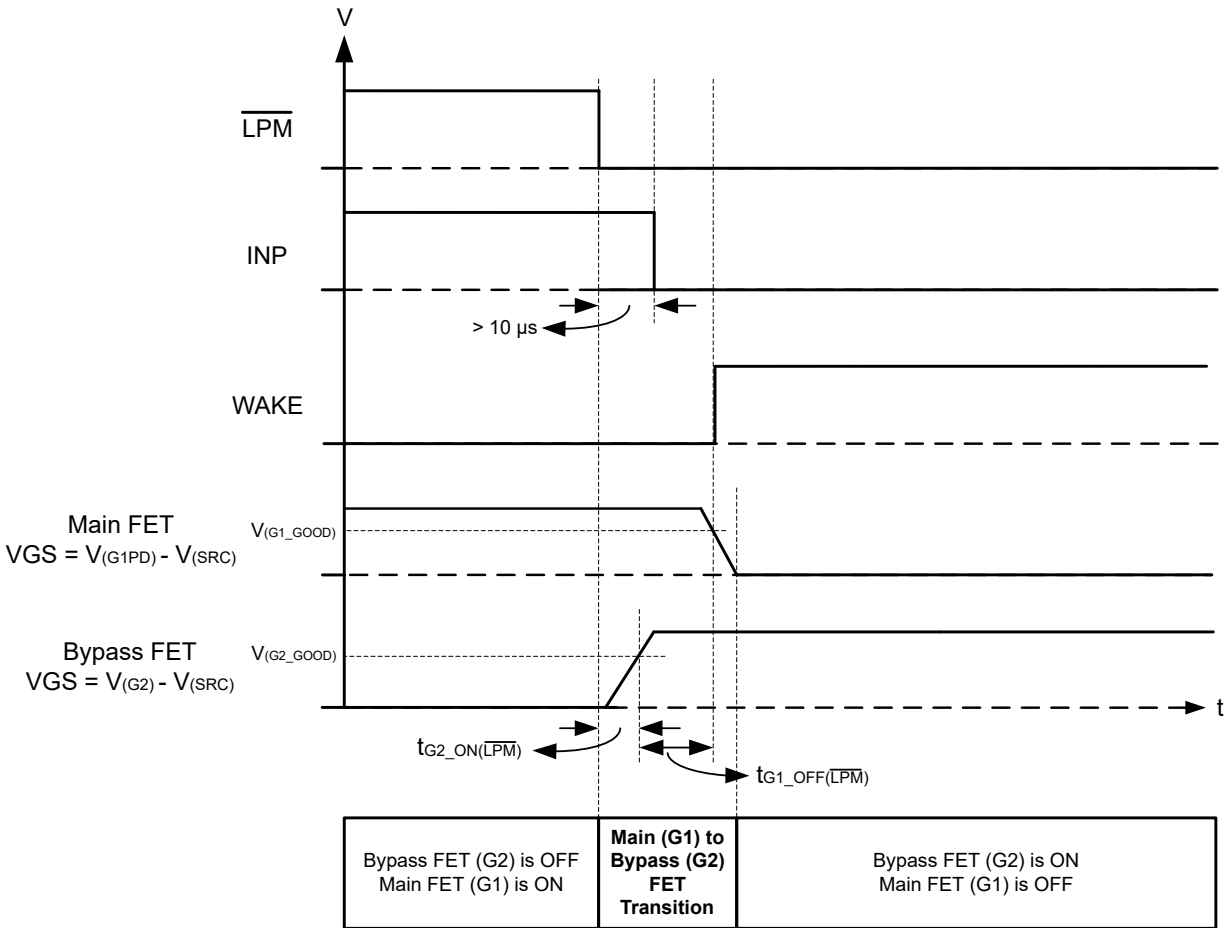 V
LPM
INP
> 10 µs
WAKE
Main FET
VGS = V(G1PD) - V(SRC)
V(G1_GOOD)
Bypass FET
VGS = V(G2) - V(SRC)
V(G2_GOOD)
t
tG2_ON(LPM)
tG1_OFF(LPM)
Bypass FET (G2) is OFF
Main FET (G1) is ON
Main (G1) to
Bypass (G2)
FET
Transition
Bypass FET (G2) is ON
Main FET (G1) is OFF